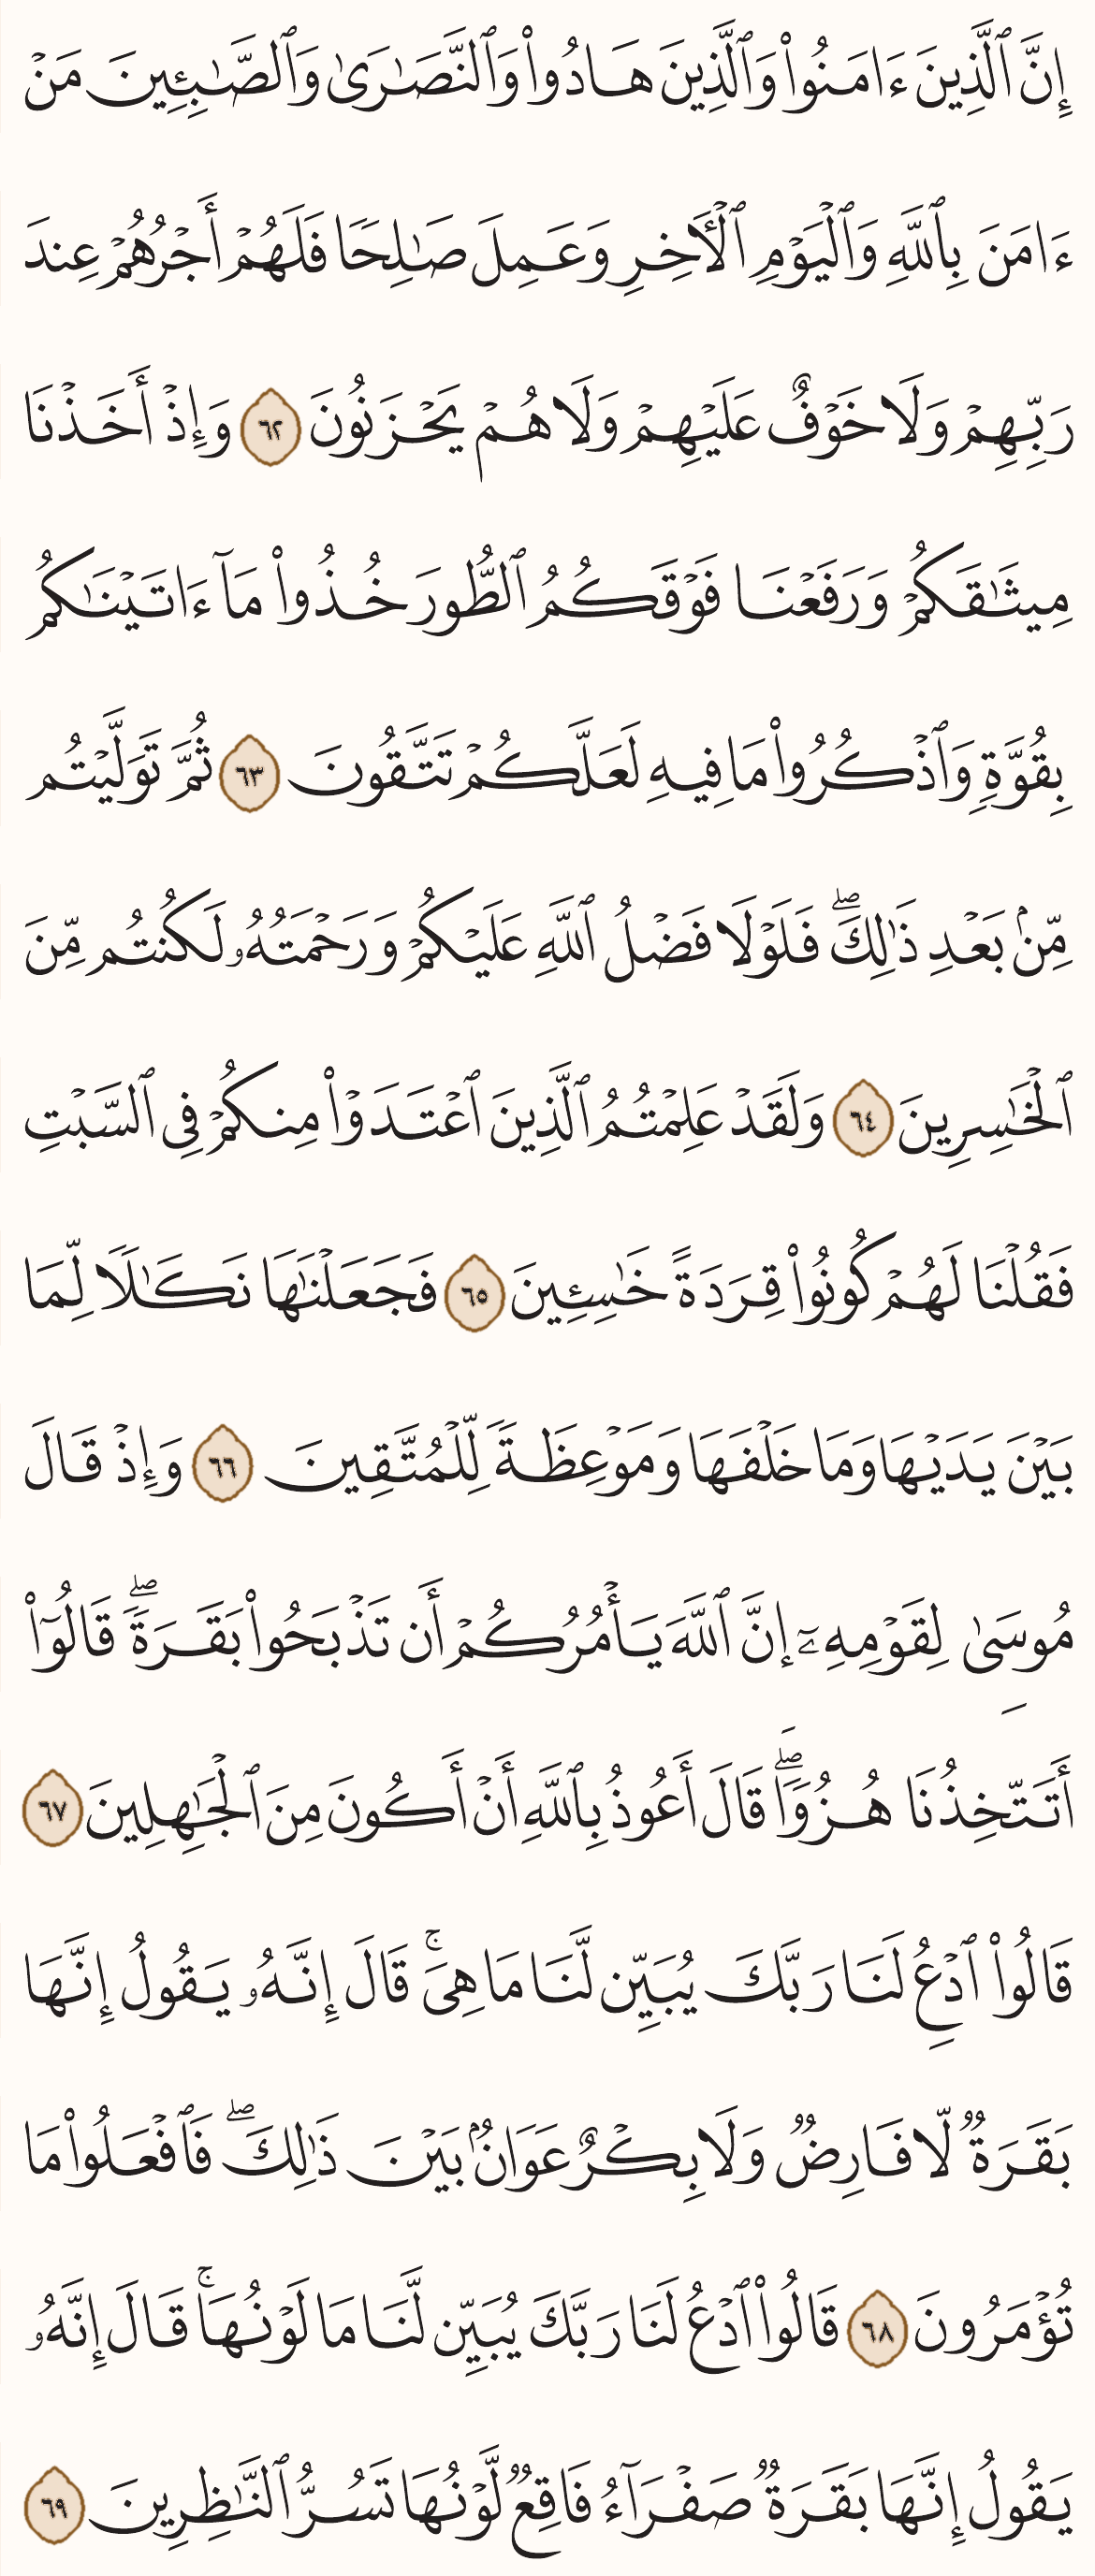 إِنَّ ٱلَّذِينَ ءَامَنُوا۟ وَٱلَّذِينَ هَادُوا۟ وَٱلنَّصَـٰرَىٰ وَٱلصَّـٰبِـِٔينَ مَنْ
ءَامَنَ بِٱللَّهِ وَٱلْيَوْمِ ٱلْـَٔاخِرِ وَعَمِلَ صَـٰلِحًا فَلَهُمْ أَجْرُهُمْ عِندَ
رَبِّهِمْ وَلَا خَوْفٌ عَلَيْهِمْ وَلَا هُمْ يَحْزَنُونَ ٦٢ وَإِذْ أَخَذْنَا
مِيثَـٰقَكُمْ وَرَفَعْنَا فَوْقَكُمُ ٱلطُّورَ خُذُوا۟ مَآ ءَاتَيْنَـٰكُم
بِقُوَّةٍ وَٱذْكُرُوا۟ مَا فِيهِ لَعَلَّكُمْ تَتَّقُونَ ٦٣ ثُمَّ تَوَلَّيْتُم
مِّنۢ بَعْدِ ذَٰلِكَ ۖ فَلَوْلَا فَضْلُ ٱللَّهِ عَلَيْكُمْ وَرَحْمَتُهُۥ لَكُنتُم مِّنَ
ٱلْخَـٰسِرِينَ ٦٤ وَلَقَدْ عَلِمْتُمُ ٱلَّذِينَ ٱعْتَدَوْا۟ مِنكُمْ فِى ٱلسَّبْتِ
فَقُلْنَا لَهُمْ كُونُوا۟ قِرَدَةً خَـٰسِـِٔينَ ٦٥ فَجَعَلْنَـٰهَا نَكَـٰلًا لِّمَا
بَيْنَ يَدَيْهَا وَمَا خَلْفَهَا وَمَوْعِظَةً لِّلْمُتَّقِينَ ٦٦ وَإِذْ قَالَ
مُوسَىٰ لِقَوْمِهِۦٓ إِنَّ ٱللَّهَ يَأْمُرُكُمْ أَن تَذْبَحُوا۟ بَقَرَةً ۖ قَالُوٓا۟
أَتَتَّخِذُنَا هُزُوًا ۖ قَالَ أَعُوذُ بِٱللَّهِ أَنْ أَكُونَ مِنَ ٱلْجَـٰهِلِينَ ٦٧
قَالُوا۟ ٱدْعُ لَنَا رَبَّكَ يُبَيِّن لَّنَا مَا هِىَ ۚ قَالَ إِنَّهُۥ يَقُولُ إِنَّهَا
بَقَرَةٌ لَّا فَارِضٌ وَلَا بِكْرٌ عَوَانٌۢ بَيْنَ ذَٰلِكَ ۖ فَٱفْعَلُوا۟ مَا
تُؤْمَرُونَ ٦٨ قَالُوا۟ ٱدْعُ لَنَا رَبَّكَ يُبَيِّن لَّنَا مَا لَوْنُهَا ۚ قَالَ إِنَّهُۥ
يَقُولُ إِنَّهَا بَقَرَةٌ صَفْرَآءُ فَاقِعٌ لَّوْنُهَا تَسُرُّ ٱلنَّـٰظِرِينَ ٦٩